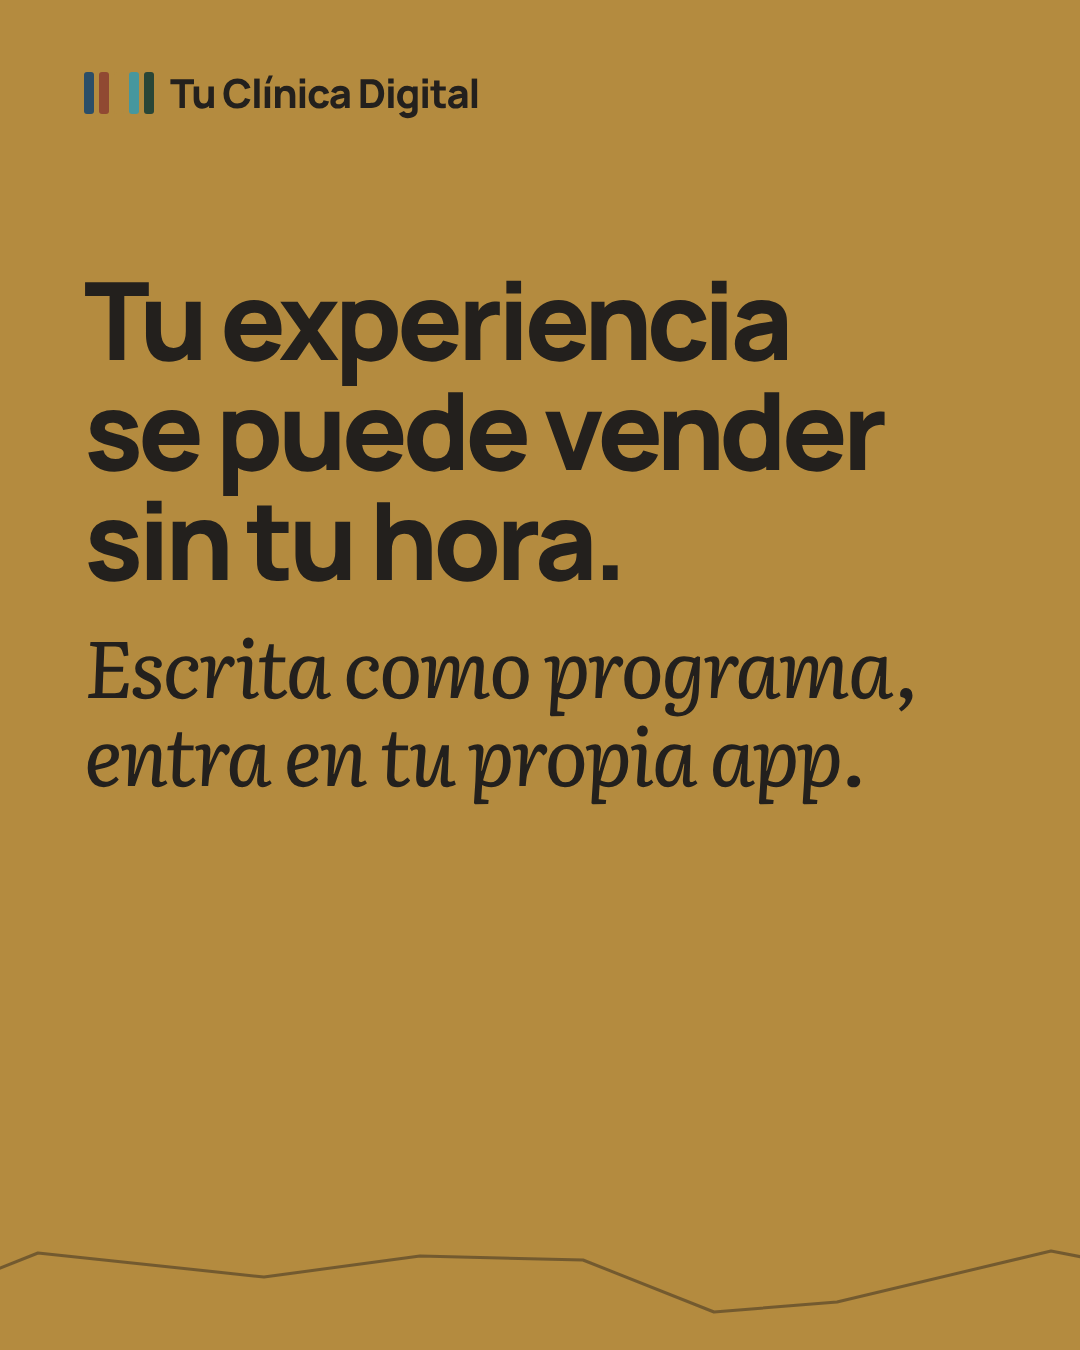 Tu Clínica Digital
Tu experiencia
se puede vender
sin tu hora.
Escrita como programa,
entra en tu propia app.